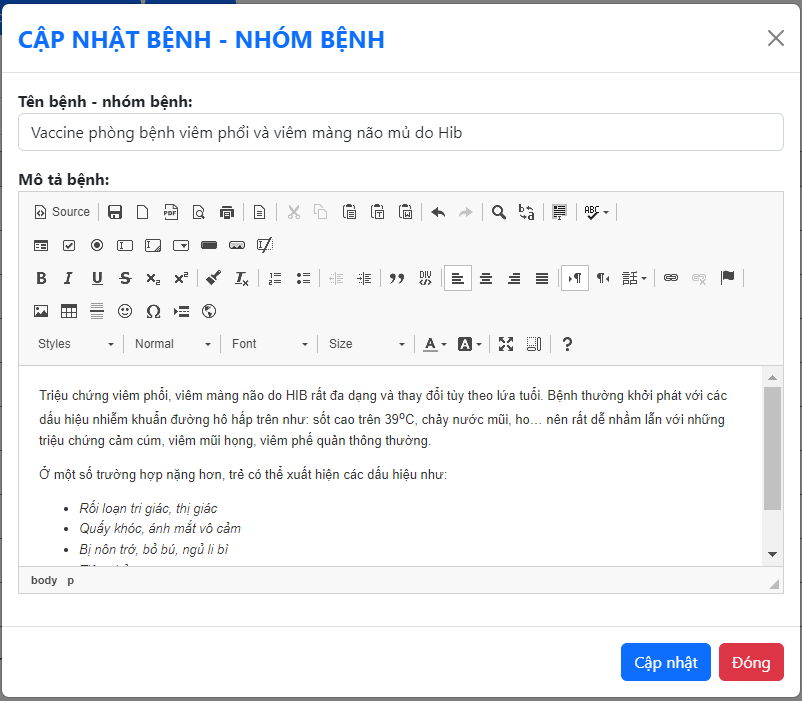 CẬP NHẬT BỆNH - NHÓM BỆNH
Tên bệnh - nhóm bệnh:
Vaccine phòng bệnh viêm phổi và viêm màng não mủ do Hib
Mô tả bệnh:
Source
Styles Normal Font Size
Triệu chứng viêm phổi, viêm màng não do HIB rất đa dạng và thay đổi tùy theo lứa tuổi. Bệnh thường khởi phát với các
dấu hiệu nhiễm khuẩn đường hô hấp trên như: sốt cao trên 39⁰C, chảy nước mũi, ho… nên rất dễ nhầm lẫn với những
triệu chứng cảm cúm, viêm mũi họng, viêm phế quản thông thường.
Ở một số trường hợp nặng hơn, trẻ có thể xuất hiện các dấu hiệu như:
• Rối loạn tri giác, thị giác
• Quấy khóc, ánh mắt vô cảm
• Bị nôn trớ, bỏ bú, ngủ li bì
body p
Cập nhật Đóng